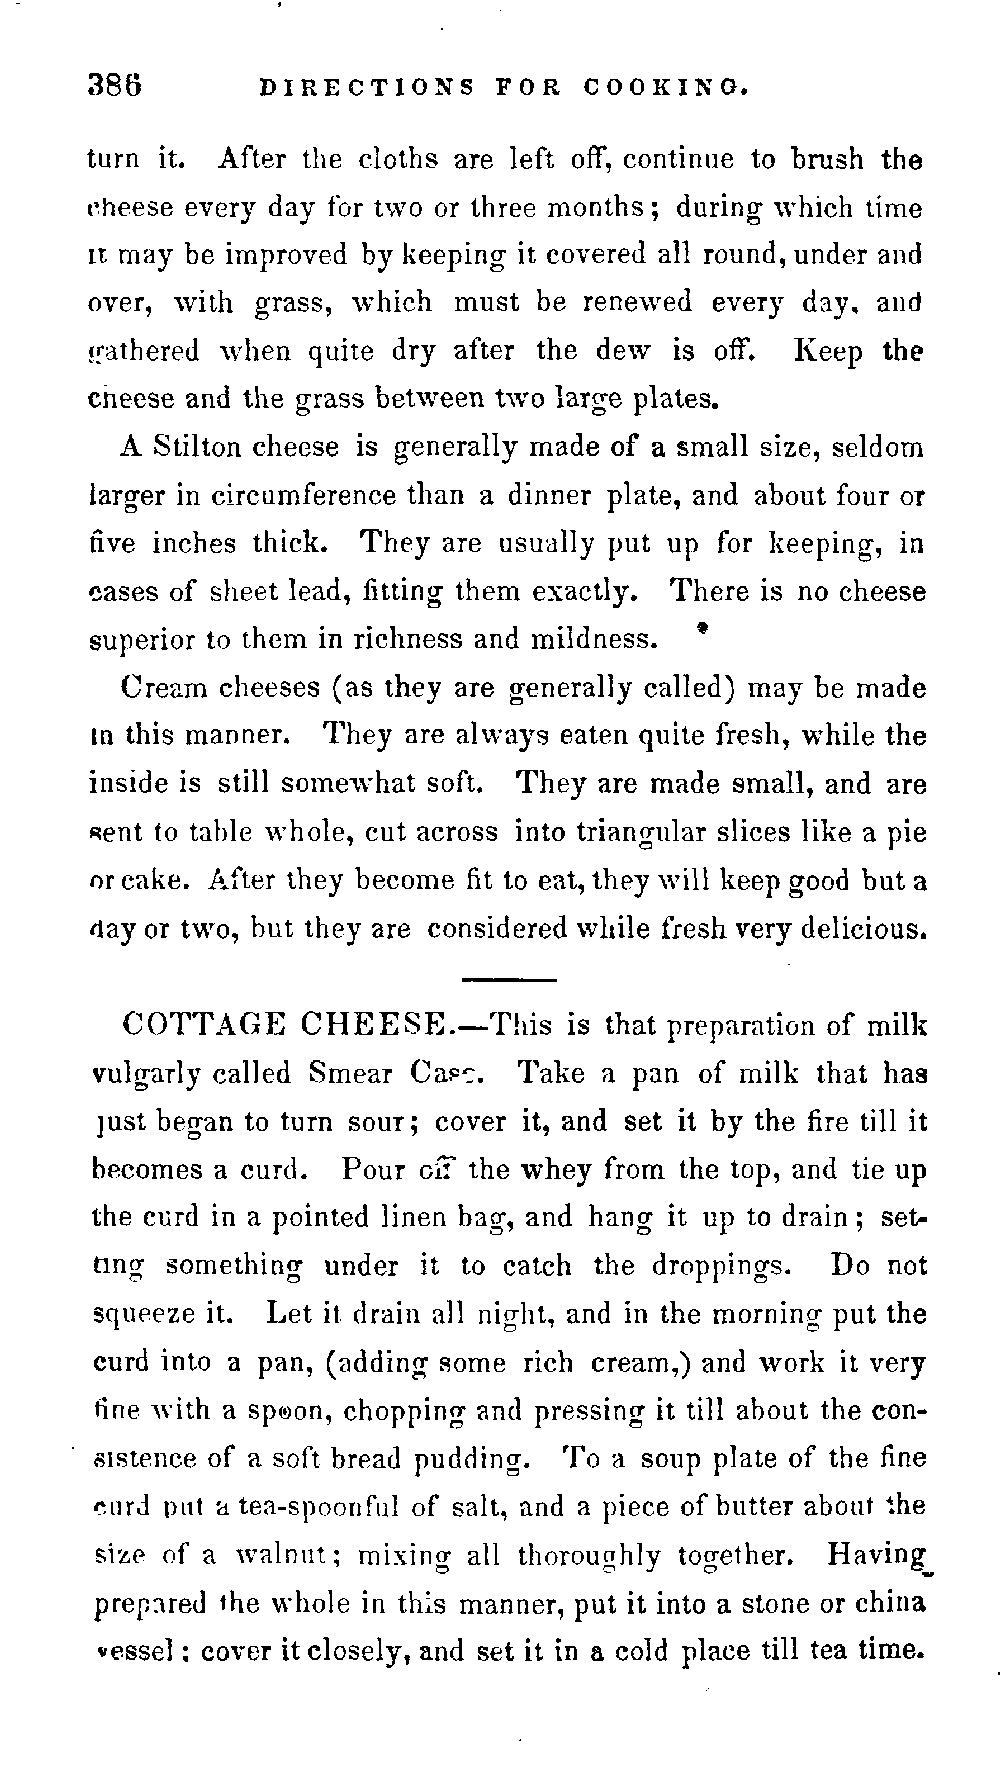 386 DIRECTIONS FOR COOKING.
turn it. After the cloths are left off, continue to brush the
cheese every day for two or three months; during which time
it may be improved by keeping it covered all round, under and
over, with grass, which must be renewed every day, and
gathered when quite dry after the dew is off. Keep the
cheese and the grass between two large plates.
A Stilton cheese is generally made of a small size, seldom
larger in circumference than a dinner plate, and about four or
five inches thick. They are usually put up for keeping, in
cases of sheet lead, fitting them exactly. There is no cheese
superior to them in richness and mildness.
Cream cheeses (as they are generally called) may be made
in this manner. They are always eaten quite fresh, while the
inside is still somewhat soft. They are made small, and are
sent to table whole, cut across into triangular slices like a pie
or cake. After they become fit to eat, they will keep good but a
day or two, but they are considered while fresh very delicious.
COTTAGE CHEESE.—This is that preparation of milk
vulgarly called Smear Case. Take a pan of milk that has
just began to turn sour; cover it, and set it by the fire till it
becomes a curd. Pour off the whey from the top, and tie up
the curd in a pointed linen bag, and hang it up to drain; set-
ting something under it to catch the droppings. Do not
squeeze it. Let it drain all night, and in the morning put the
curd into a pan, (adding some rich cream,) and work it very
fine with a spoon, chopping and pressing it till about the con-
sistence of a soft bread pudding. To a soup plate of the fine
curd put a tea-spoonful of salt, and a piece of butter about the
size of a walnut; mixing all thoroughly together. Having
prepared the whole in this manner, put it into a stone or china
vessel; cover it closely, and set it in a cold place till tea time.